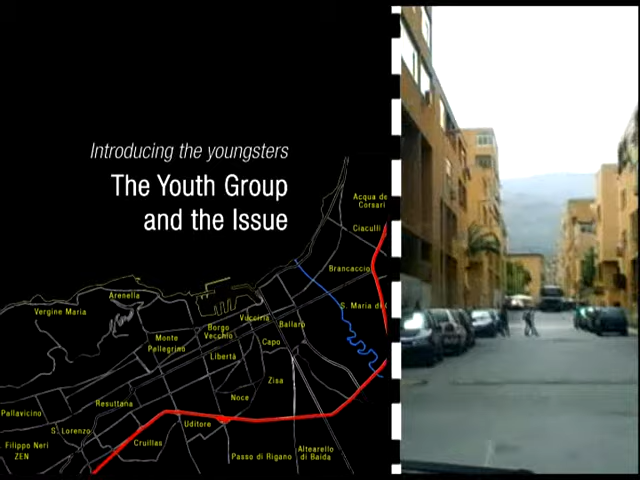 Introducing the youngsters
The Youth Group
and the Issue
Acqua de
Corsari
Ciaculli
Brancaccio
S. Maria di
Arenella
Vergine Maria
Vucciria
Borgo
Vecchio
Ballarò
Monte
Pellegrino
Capo
Libertà
Zisa
Noce
Resuttana
Pallavicino
Uditore
S. Lorenzo
Cruillas
Filippo Neri
ZEN
Passo di Rigano
Altearello
di Baida